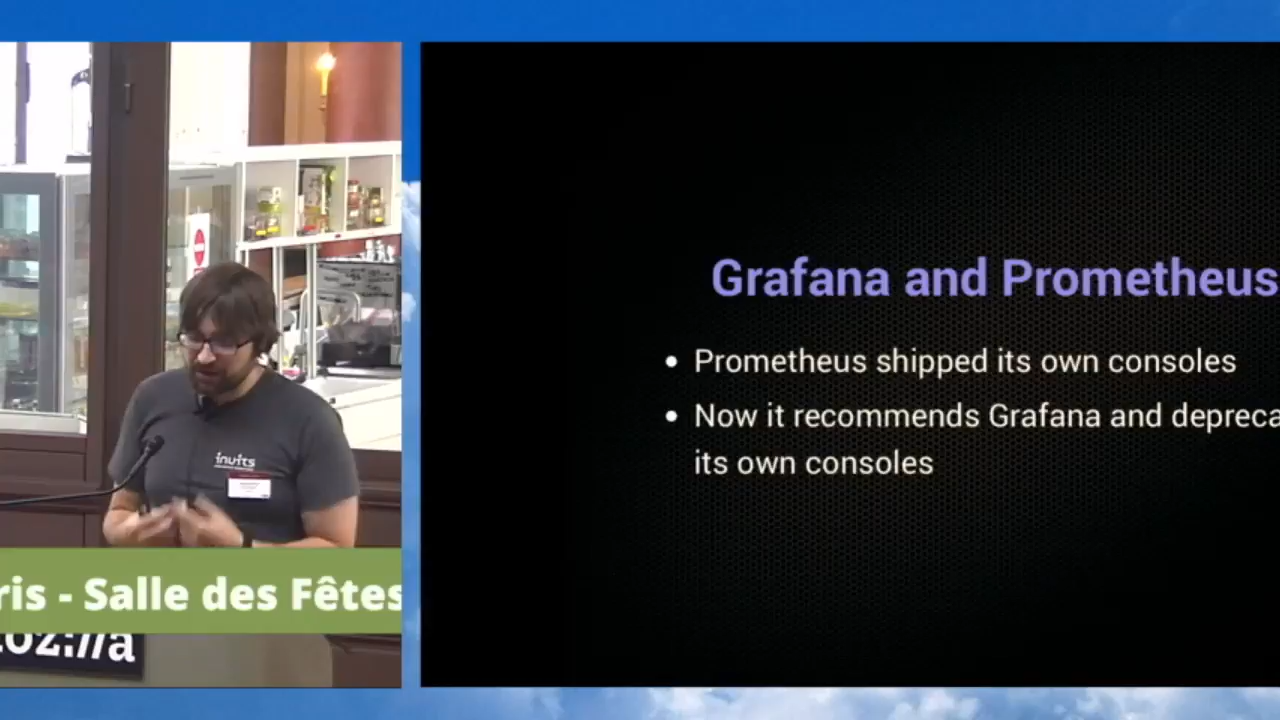 Grafana and Prometheus
Prometheus shipped its own consoles
Now it recommends Grafana and depreca
its own consoles
inuits
ris - Salle des Fêtes
oz://a